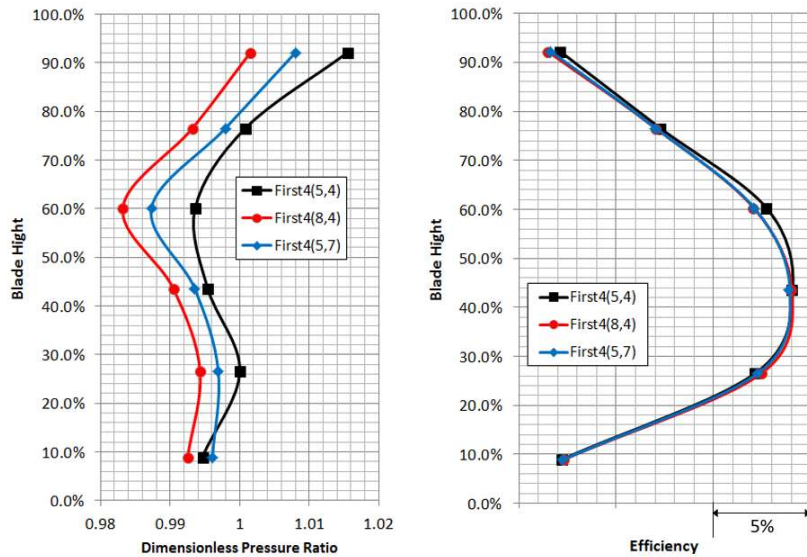 100.0%
90.0%
80.0%
70.0%
60.0%
50.0%
40.0%
30.0%
20.0%
10.0%
0.0%
Blade Hight
0.98
0.99
1
1.01
1.02
Dimensionless Pressure Ratio
First4(5,4)
First4(8,4)
First4(5,7)
100.0%
90.0%
80.0%
70.0%
60.0%
50.0%
40.0%
30.0%
20.0%
10.0%
0.0%
Blade Hight
First4(5,4)
First4(8,4)
First4(5,7)
5%
Efficiency